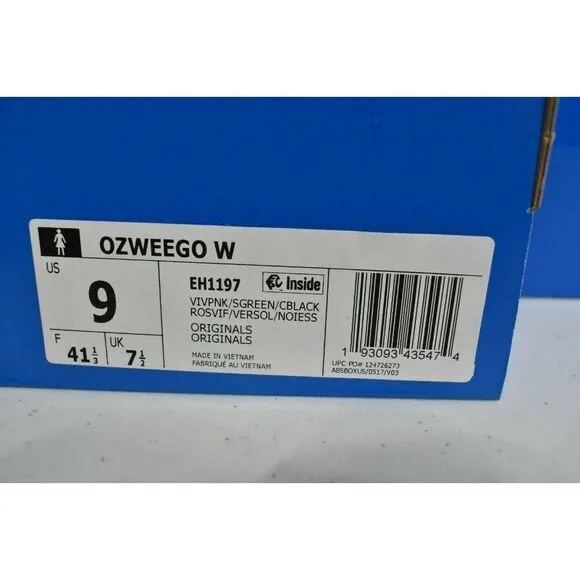 OZWEEGO W
US
9
F
41 1/3
UK
7 1/2
EH1197
Inside
VIVPNK/SGREEN/CBLACK
ROSVIF/VERSOL/NOIESS
ORIGINALS
ORIGINALS
MADE IN VIETNAM
FABRIQUÉ AU VIETNAM
1 93093 43547 4
UPC PO# 124726273
ABSBOXUS/0517/V03